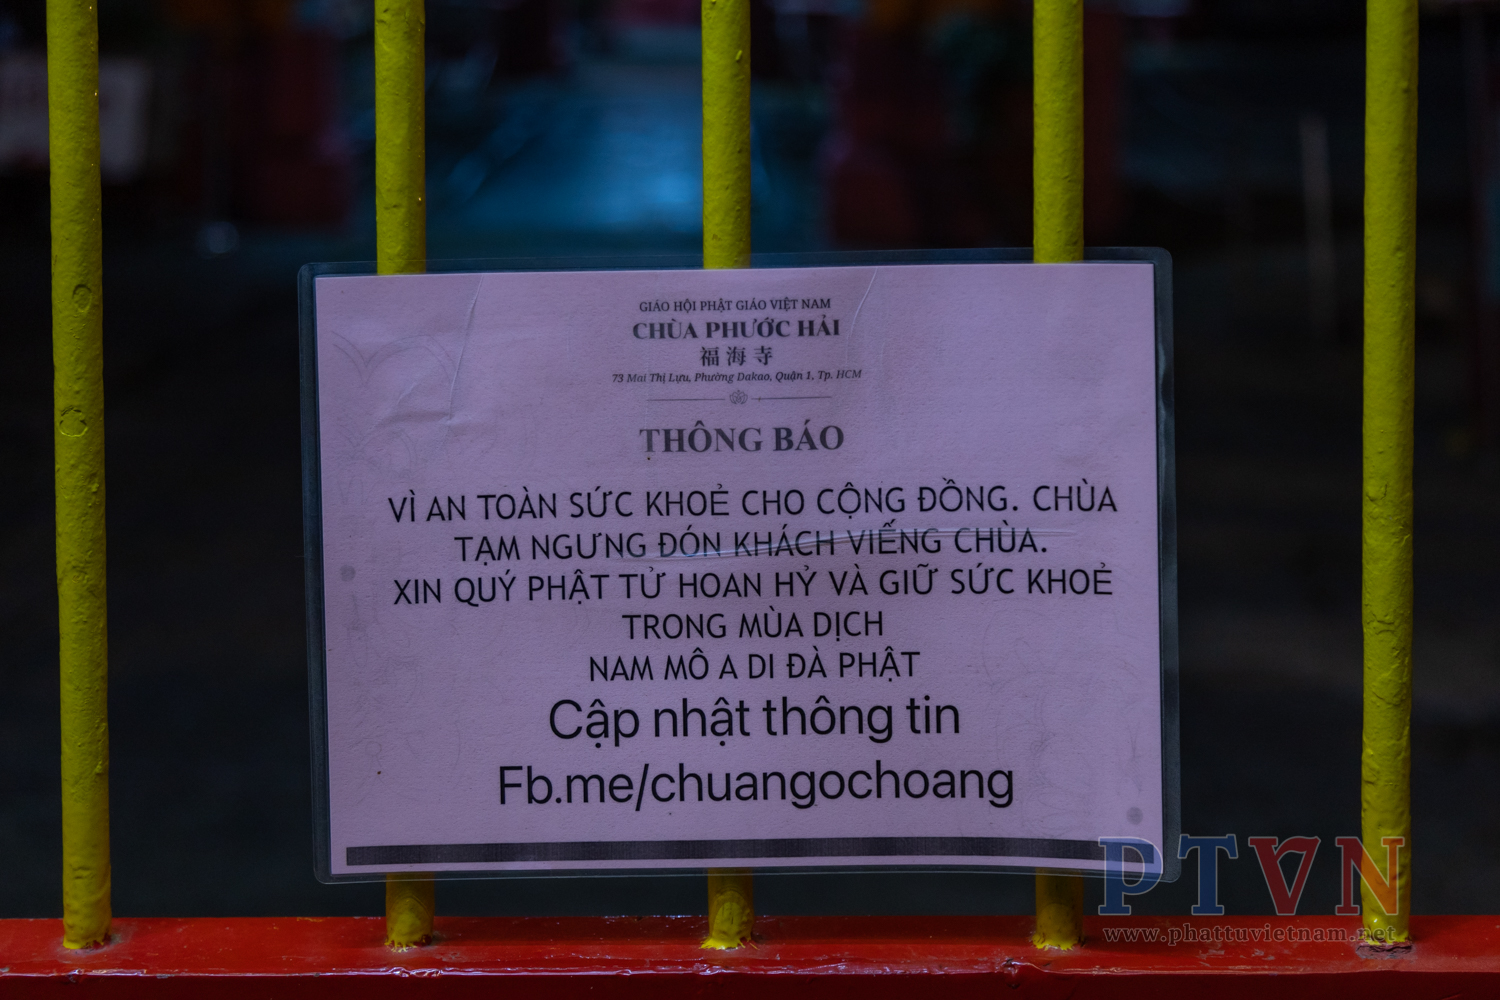 GIÁO HỘI PHẬT GIÁO VIỆT NAM
CHÙA PHƯỚC HẢI
福海寺
73 Mai Thị Lựu, Phường Dakao, Quận 1, Tp. HCM
THÔNG BÁO
VÌ AN TOÀN SỨC KHOẺ CHO CỘNG ĐỒNG. CHÙA
TẠM NGƯNG ĐÓN KHÁCH VIẾNG CHÙA.
XIN QUÝ PHẬT TỬ HOAN HỶ VÀ GIỮ SỨC KHOẺ
TRONG MÙA DỊCH
NAM MÔ A DI ĐÀ PHẬT
Cập nhật thông tin
Fb.me/chuangochoang
PTVN
www.phattuvietnam.net